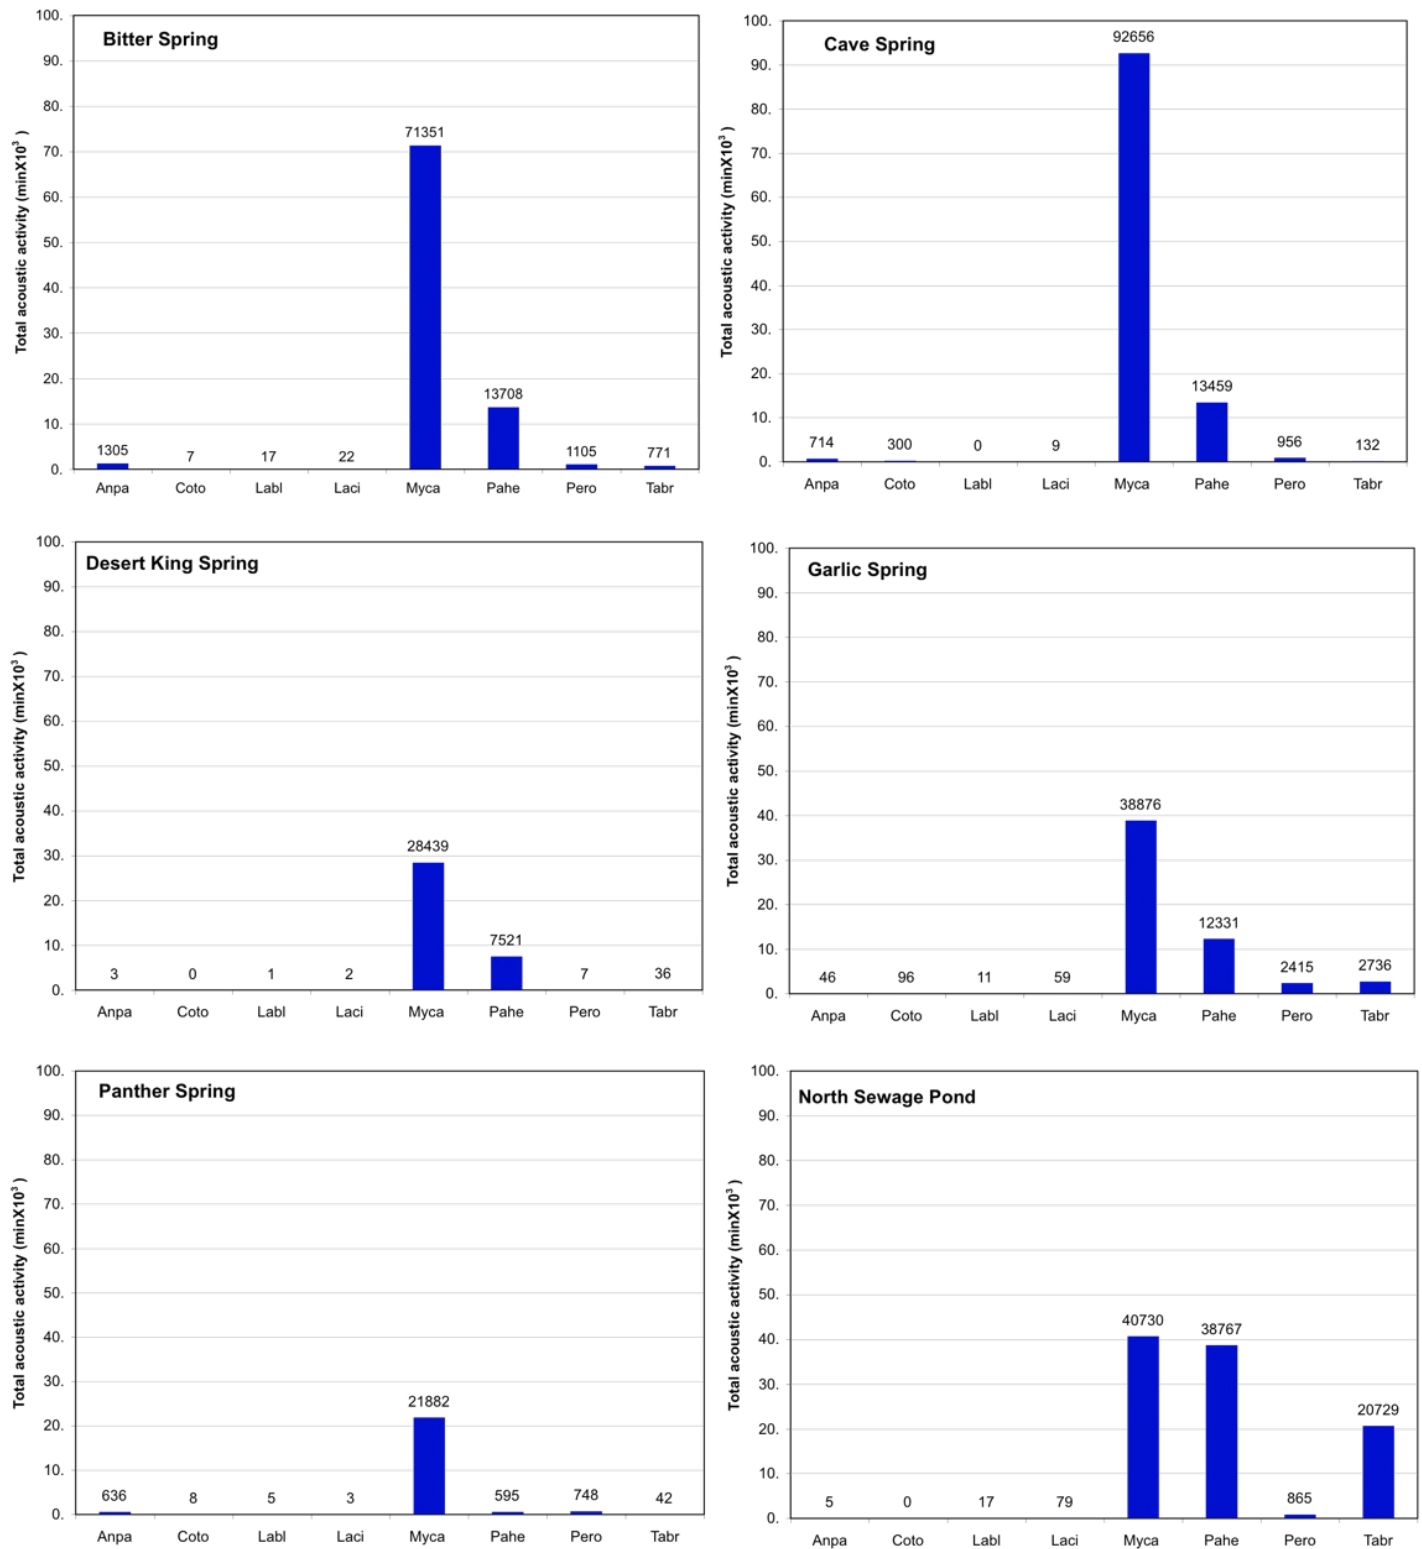 Bitter Spring
Total acoustic activity (minX10³ )
100.
90.
80.
70.
60.
50.
40.
30.
20.
10.
0.
1305 7 17 22 71351 13708 1105 771
Anpa Coto Labl Laci Myca Pahe Pero Tabr
Cave Spring
Total acoustic activity (minX10³ )
100.
90.
80.
70.
60.
50.
40.
30.
20.
10.
0.
714 300 0 9 92656 13459 956 132
Anpa Coto Labl Laci Myca Pahe Pero Tabr
Desert King Spring
Total acoustic activity (minX10³ )
100.
90.
80.
70.
60.
50.
40.
30.
20.
10.
0.
3 0 1 2 28439 7521 7 36
Anpa Coto Labl Laci Myca Pahe Pero Tabr
Garlic Spring
Total acoustic activity (minX10³ )
100.
90.
80.
70.
60.
50.
40.
30.
20.
10.
0.
46 96 11 59 38876 12331 2415 2736
Anpa Coto Labl Laci Myca Pahe Pero Tabr
Panther Spring
Total acoustic activity (minX10³ )
100.
90.
80.
70.
60.
50.
40.
30.
20.
10.
0.
636 8 5 3 21882 595 748 42
Anpa Coto Labl Laci Myca Pahe Pero Tabr
North Sewage Pond
Total acoustic activity (minX10³ )
100.
90.
80.
70.
60.
50.
40.
30.
20.
10.
0.
5 0 17 79 40730 38767 865 20729
Anpa Coto Labl Laci Myca Pahe Pero Tabr